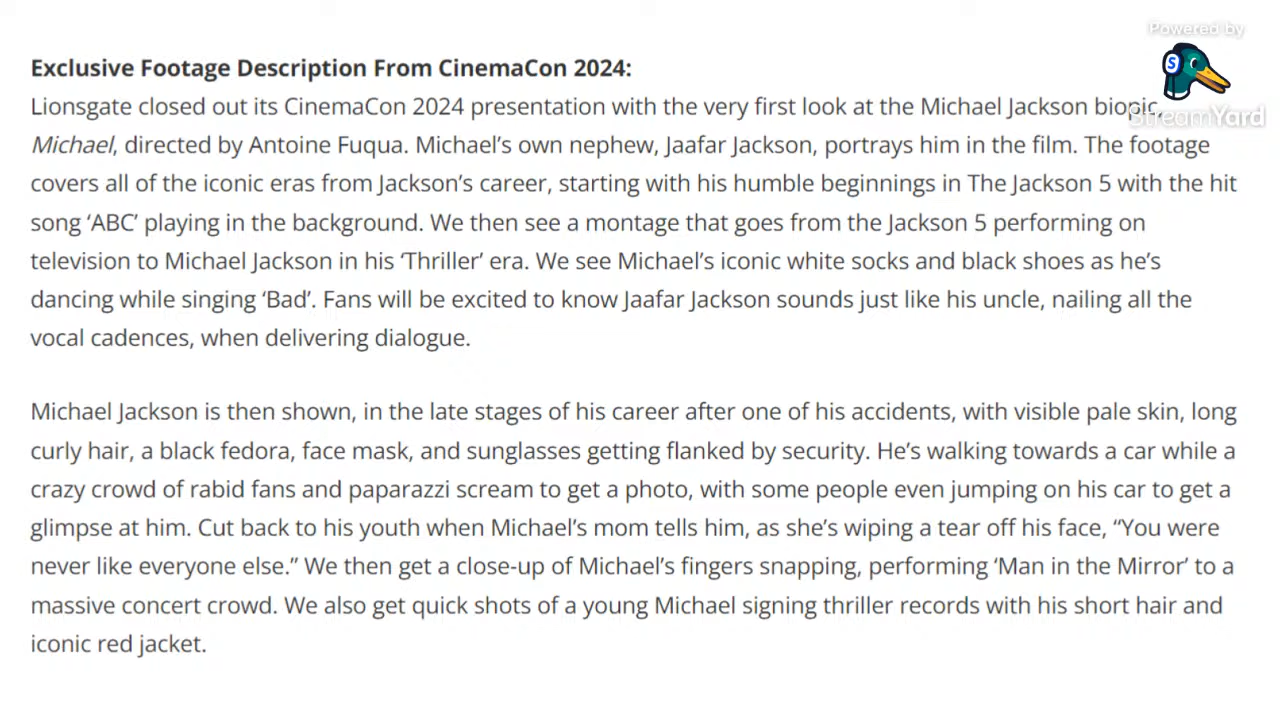 Powered by
S
StreamYard
Exclusive Footage Description From CinemaCon 2024:
Lionsgate closed out its CinemaCon 2024 presentation with the very first look at the Michael Jackson biopic,
Michael, directed by Antoine Fuqua. Michael’s own nephew, Jaafar Jackson, portrays him in the film. The footage
covers all of the iconic eras from Jackson’s career, starting with his humble beginnings in The Jackson 5 with the hit
song ‘ABC’ playing in the background. We then see a montage that goes from the Jackson 5 performing on
television to Michael Jackson in his ‘Thriller’ era. We see Michael’s iconic white socks and black shoes as he’s
dancing while singing ‘Bad’. Fans will be excited to know Jaafar Jackson sounds just like his uncle, nailing all the
vocal cadences, when delivering dialogue.
Michael Jackson is then shown, in the late stages of his career after one of his accidents, with visible pale skin, long
curly hair, a black fedora, face mask, and sunglasses getting flanked by security. He’s walking towards a car while a
crazy crowd of rabid fans and paparazzi scream to get a photo, with some people even jumping on his car to get a
glimpse at him. Cut back to his youth when Michael’s mom tells him, as she’s wiping a tear off his face, “You were
never like everyone else.” We then get a close-up of Michael’s fingers snapping, performing ‘Man in the Mirror’ to a
massive concert crowd. We also get quick shots of a young Michael signing thriller records with his short hair and
iconic red jacket.